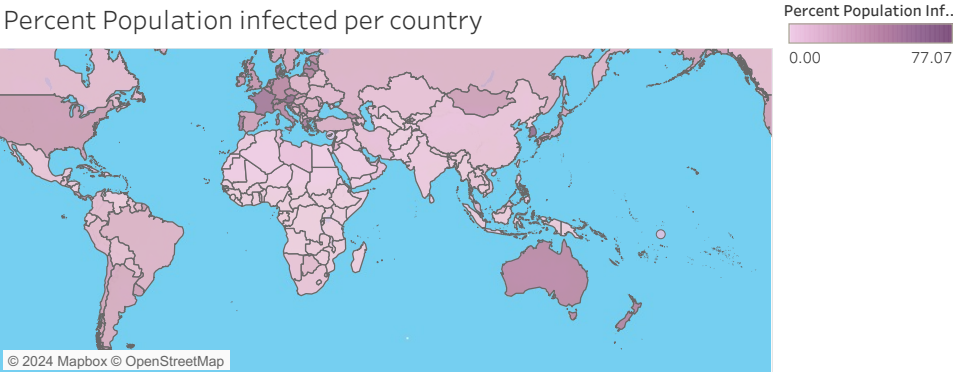 Percent Population infected per country
Percent Population Inf..
0.00 77.07
© 2024 Mapbox © OpenStreetMap